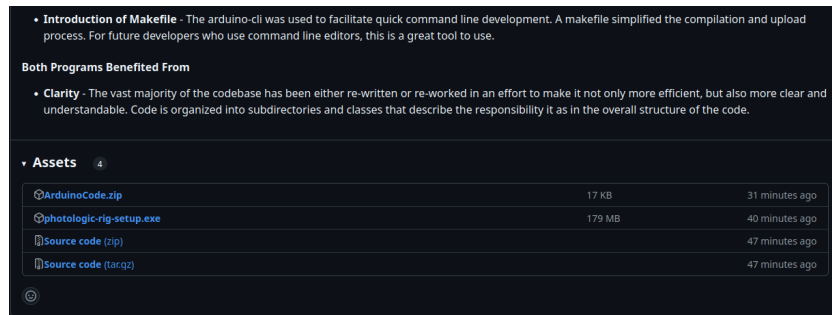 • Introduction of Makefile - The arduino-cli was used to facilitate quick command line development. A makefile simplified the compilation and upload
process. For future developers who use command line editors, this is a great tool to use.
Both Programs Benefited From
• Clarity - The vast majority of the codebase has been either re-written or re-worked in an effort to make it not only more efficient, but also more clear and
understandable. Code is organized into subdirectories and classes that describe the responsibility it as in the overall structure of the code.
▾ Assets 4
ArduinoCode.zip 17 KB 31 minutes ago
photologic-rig-setup.exe 179 MB 40 minutes ago
Source code (zip) 47 minutes ago
Source code (tar.gz) 47 minutes ago